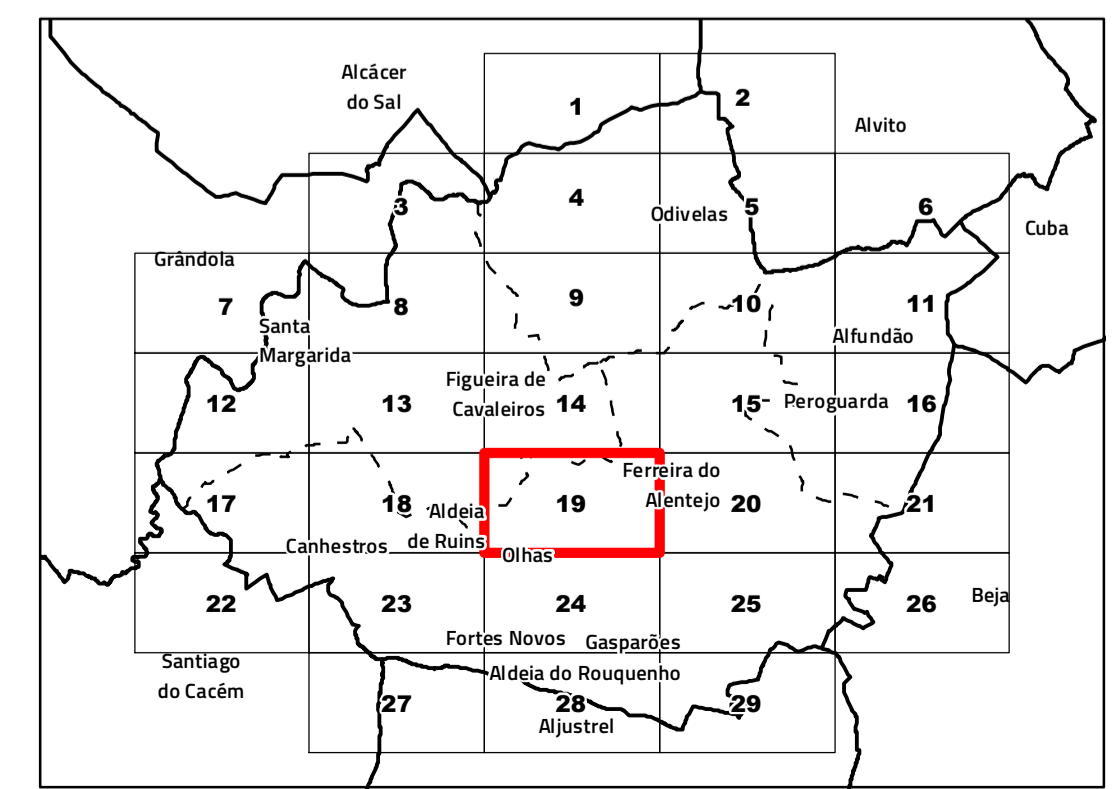 Alcácer
do Sal
1
2
Alvito
3
4
Odivelas
5
6
Cuba
Grândola
7
8
9
10
11
Santa
Margarida
Alfundão
Figueira de
Cavaleiros
12
13
14
15
Peroguarda
16
Ferreira do
Alentejo
17
18
Aldeia
de Ruins
19
20
21
Canhestros
Olhas
22
23
24
25
26
Beja
Fortes Novos
Gasparões
Santiago
do Cacém
Aldeia do Rouquenho
27
28
29
Aljustrel